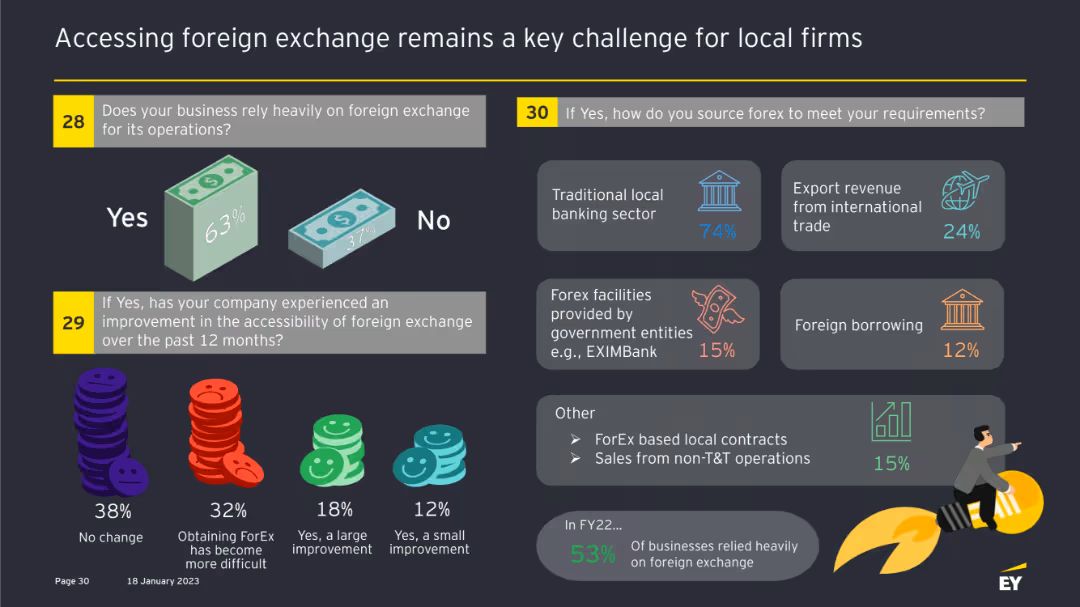 Accessing foreign exchange remains a key challenge for local firms
28
Does your business rely heavily on foreign exchange
for its operations?
Yes
63%
37%
No
29
If Yes, has your company experienced an
improvement in the accessibility of foreign exchange
over the past 12 months?
38%
No change
32%
Obtaining ForEx
has become
more difficult
18%
Yes, a large
improvement
12%
Yes, a small
improvement
30
If Yes, how do you source forex to meet your requirements?
Traditional local
banking sector
74%
Export revenue
from international
trade
24%
Forex facilities
provided by
government entities
e.g., EXIMBank
15%
Foreign borrowing
12%
Other
➢ ForEx based local contracts
➢ Sales from non-T&T operations
15%
In FY22...
53%
Of businesses relied heavily
on foreign exchange
Page 30
18 January 2023
EY